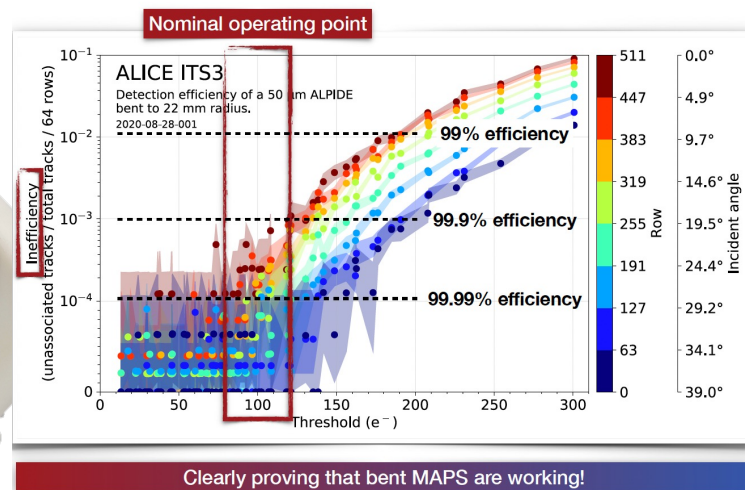 Nominal operating point
ALICE ITS3
Detection efficiency of a 50 μm ALPIDE
bent to 22 mm radius.
2020-08-28-001
99% efficiency
99.9% efficiency
99.99% efficiency
Inefficiency
(unassociated tracks / total tracks / 64 rows)
10⁻¹
10⁻²
10⁻³
10⁻⁴
0
0 50 100 150 200 250 300
Threshold (e⁻)
511 0.0°
447 4.9°
383 9.7°
319 14.6°
255 19.5°
191 24.4°
127 29.2°
63 34.1°
0 39.0°
Row
Incident angle
Clearly proving that bent MAPS are working!